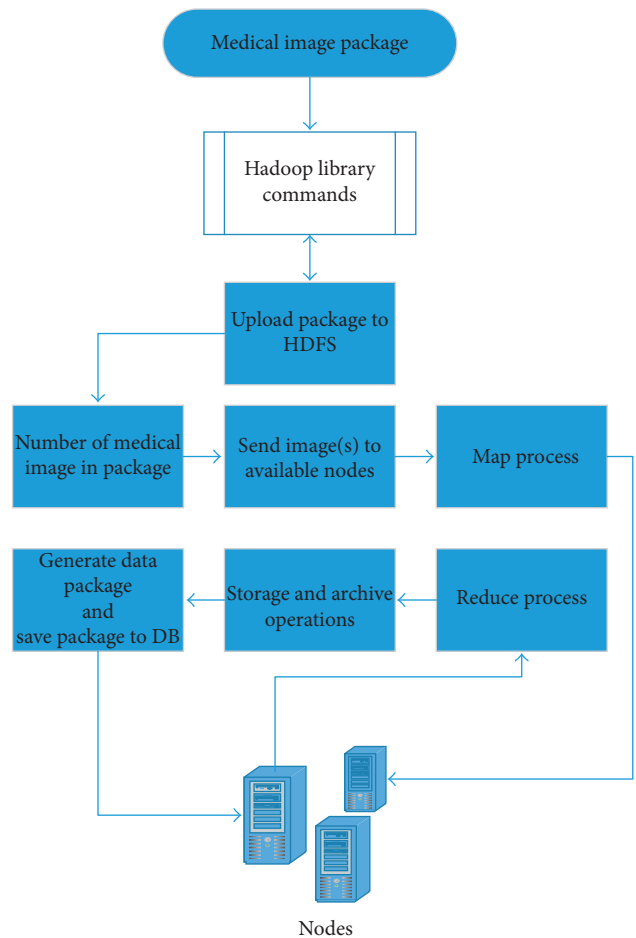 Medical image package
Hadoop library
commands
Upload package to
HDFS
Number of medical
image in package
Send image(s) to
available nodes
Map process
Generate data
package
and
save package to DB
Storage and archive
operations
Reduce process
Nodes